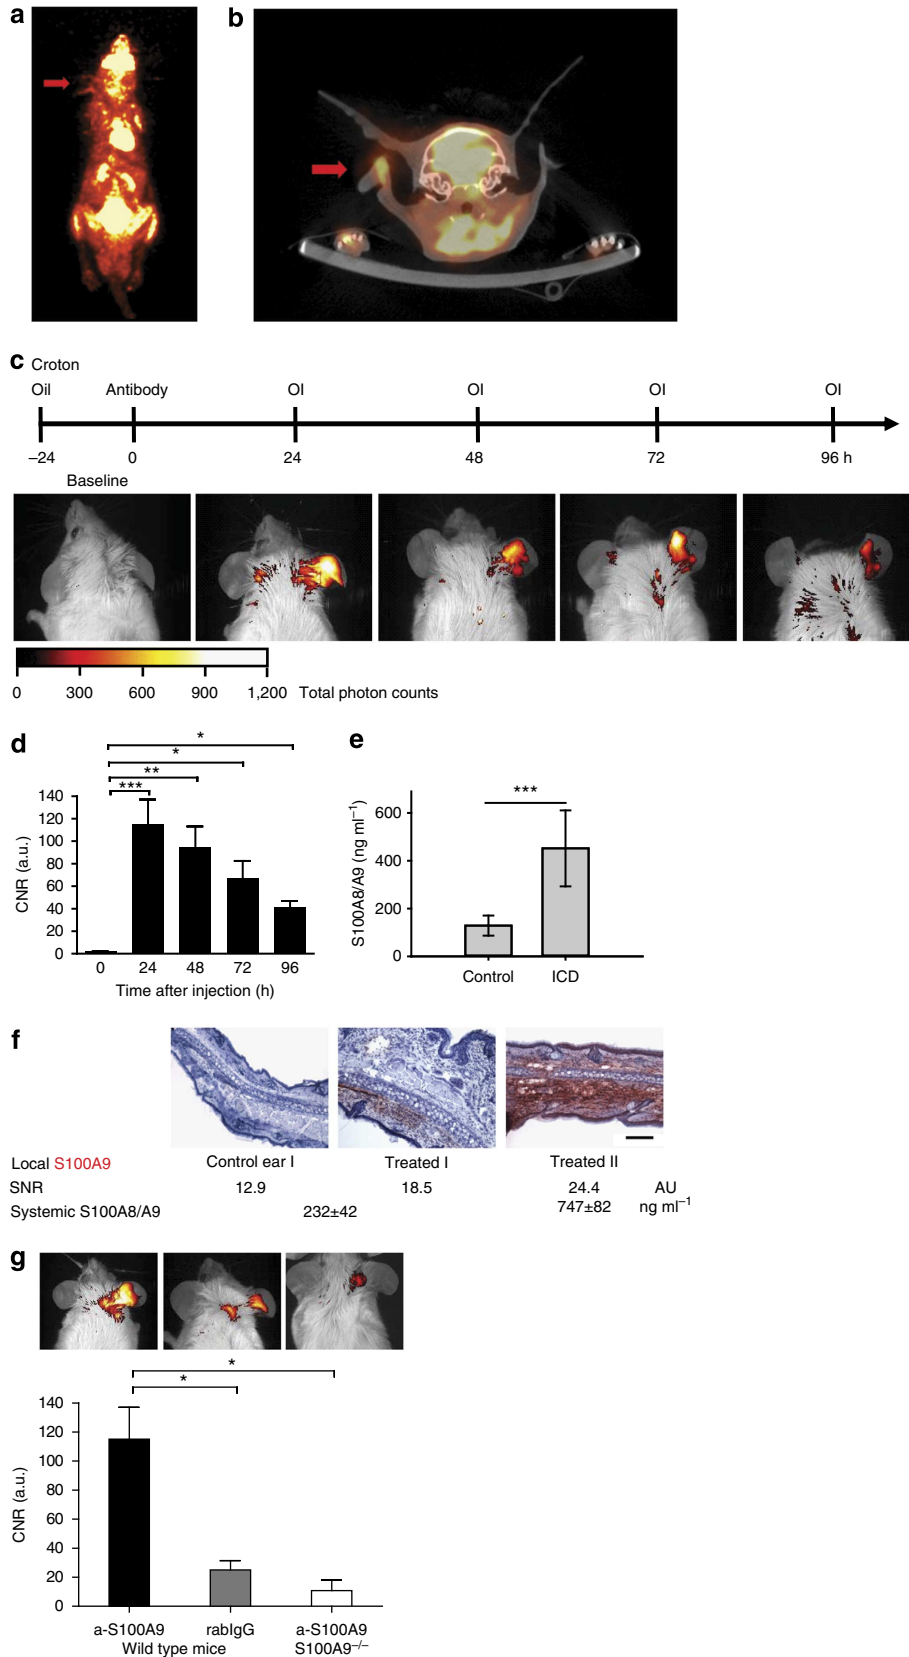 a
b
c Croton
Oil Antibody OI OI OI OI
–24 0 24 48 72 96 h
Baseline
0 300 600 900 1,200 Total photon counts
d
* 
*
**
***
140
120
100
80
60
40
20
0
CNR (a.u.)
0 24 48 72 96
Time after injection (h)
e
***
600
400
200
0
S100A8/A9 (ng ml⁻¹)
Control ICD
f
Control ear I Treated I Treated II
Local S100A9
SNR 12.9 18.5 24.4 AU
Systemic S100A8/A9 232±42 747±82 ng ml⁻¹
g
*
*
140
120
100
80
60
40
20
0
CNR (a.u.)
a-S100A9 rabIgG a-S100A9
Wild type mice S100A9⁻/⁻